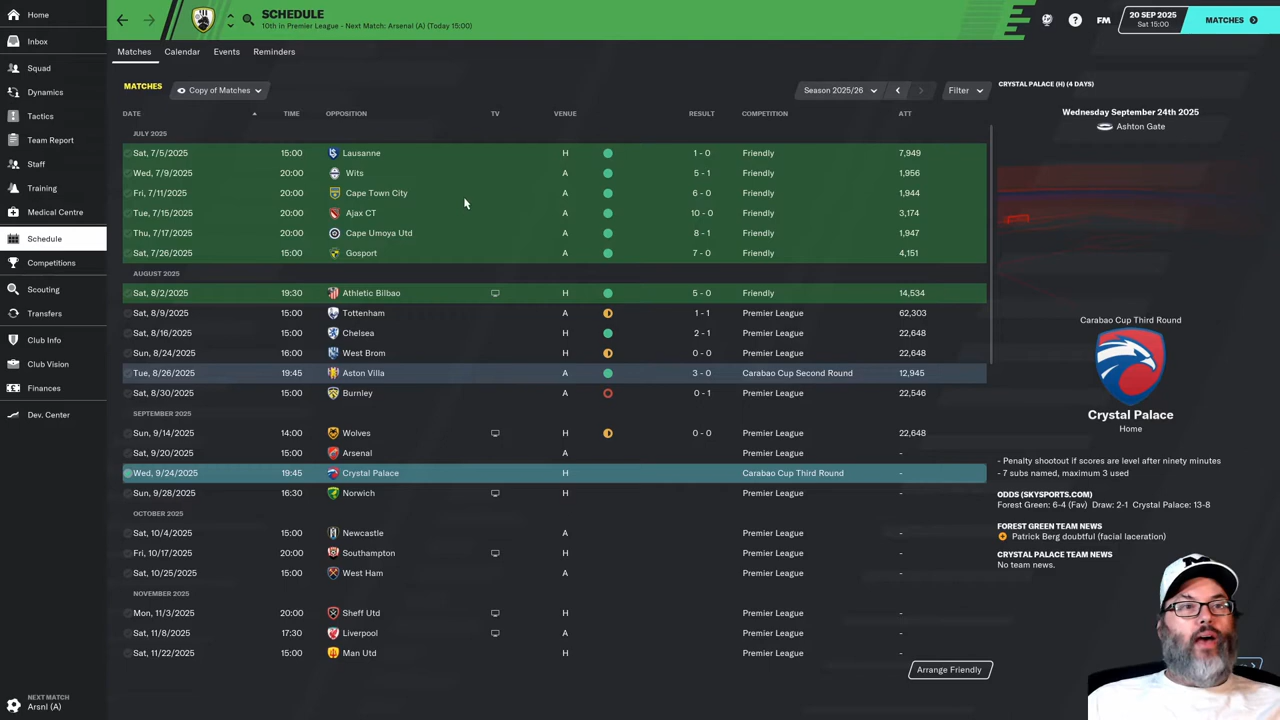 Home
SCHEDULE
10th in Premier League - Next Match: Arsenal (A) (Today 15:00)
FM
20 SEP 2025
Sat 15:00
MATCHES
Inbox
Squad
Dynamics
Tactics
Team Report
Staff
Training
Medical Centre
Schedule
Competitions
Scouting
Transfers
Club Info
Club Vision
Finances
Dev. Center
NEXT MATCH
Arsnl (A)
Matches Calendar Events Reminders
MATCHES Copy of Matches Season 2025/26 Filter
DATE TIME OPPOSITION TV VENUE RESULT COMPETITION ATT
JULY 2025
Sat, 7/5/2025 15:00 Lausanne H 1 - 0 Friendly 7,949
Wed, 7/9/2025 20:00 Wits A 5 - 1 Friendly 1,956
Fri, 7/11/2025 20:00 Cape Town City A 6 - 0 Friendly 1,944
Tue, 7/15/2025 20:00 Ajax CT A 10 - 0 Friendly 3,174
Thu, 7/17/2025 20:00 Cape Umoya Utd A 8 - 1 Friendly 1,947
Sat, 7/26/2025 15:00 Gosport A 7 - 0 Friendly 4,151
AUGUST 2025
Sat, 8/2/2025 19:30 Athletic Bilbao H 5 - 0 Friendly 14,534
Sat, 8/9/2025 15:00 Tottenham A 1 - 1 Premier League 62,303
Sat, 8/16/2025 15:00 Chelsea H 2 - 1 Premier League 22,648
Sun, 8/24/2025 16:00 West Brom H 0 - 0 Premier League 22,648
Tue, 8/26/2025 19:45 Aston Villa A 3 - 0 Carabao Cup Second Round 12,945
Sat, 8/30/2025 15:00 Burnley A 0 - 1 Premier League 22,546
SEPTEMBER 2025
Sun, 9/14/2025 14:00 Wolves H 0 - 0 Premier League 22,648
Sat, 9/20/2025 15:00 Arsenal A Premier League -
Wed, 9/24/2025 19:45 Crystal Palace H Carabao Cup Third Round -
Sun, 9/28/2025 16:30 Norwich H Premier League -
OCTOBER 2025
Sat, 10/4/2025 15:00 Newcastle A Premier League -
Fri, 10/17/2025 20:00 Southampton H Premier League -
Sat, 10/25/2025 15:00 West Ham A Premier League -
NOVEMBER 2025
Mon, 11/3/2025 20:00 Sheff Utd H Premier League -
Sat, 11/8/2025 17:30 Liverpool A Premier League -
Sat, 11/22/2025 15:00 Man Utd H Premier League -
Arrange Friendly
CRYSTAL PALACE (H) (4 DAYS)
Wednesday September 24th 2025
Ashton Gate
Carabao Cup Third Round
Crystal Palace
Home
- Penalty shootout if scores are level after ninety minutes
- 7 subs named, maximum 3 used
ODDS (SKYSPORTS.COM)
Forest Green: 6-4 (Fav) Draw: 2-1 Crystal Palace: 13-8
FOREST GREEN TEAM NEWS
Patrick Berg doubtful (facial laceration)
CRYSTAL PALACE TEAM NEWS
No team news.